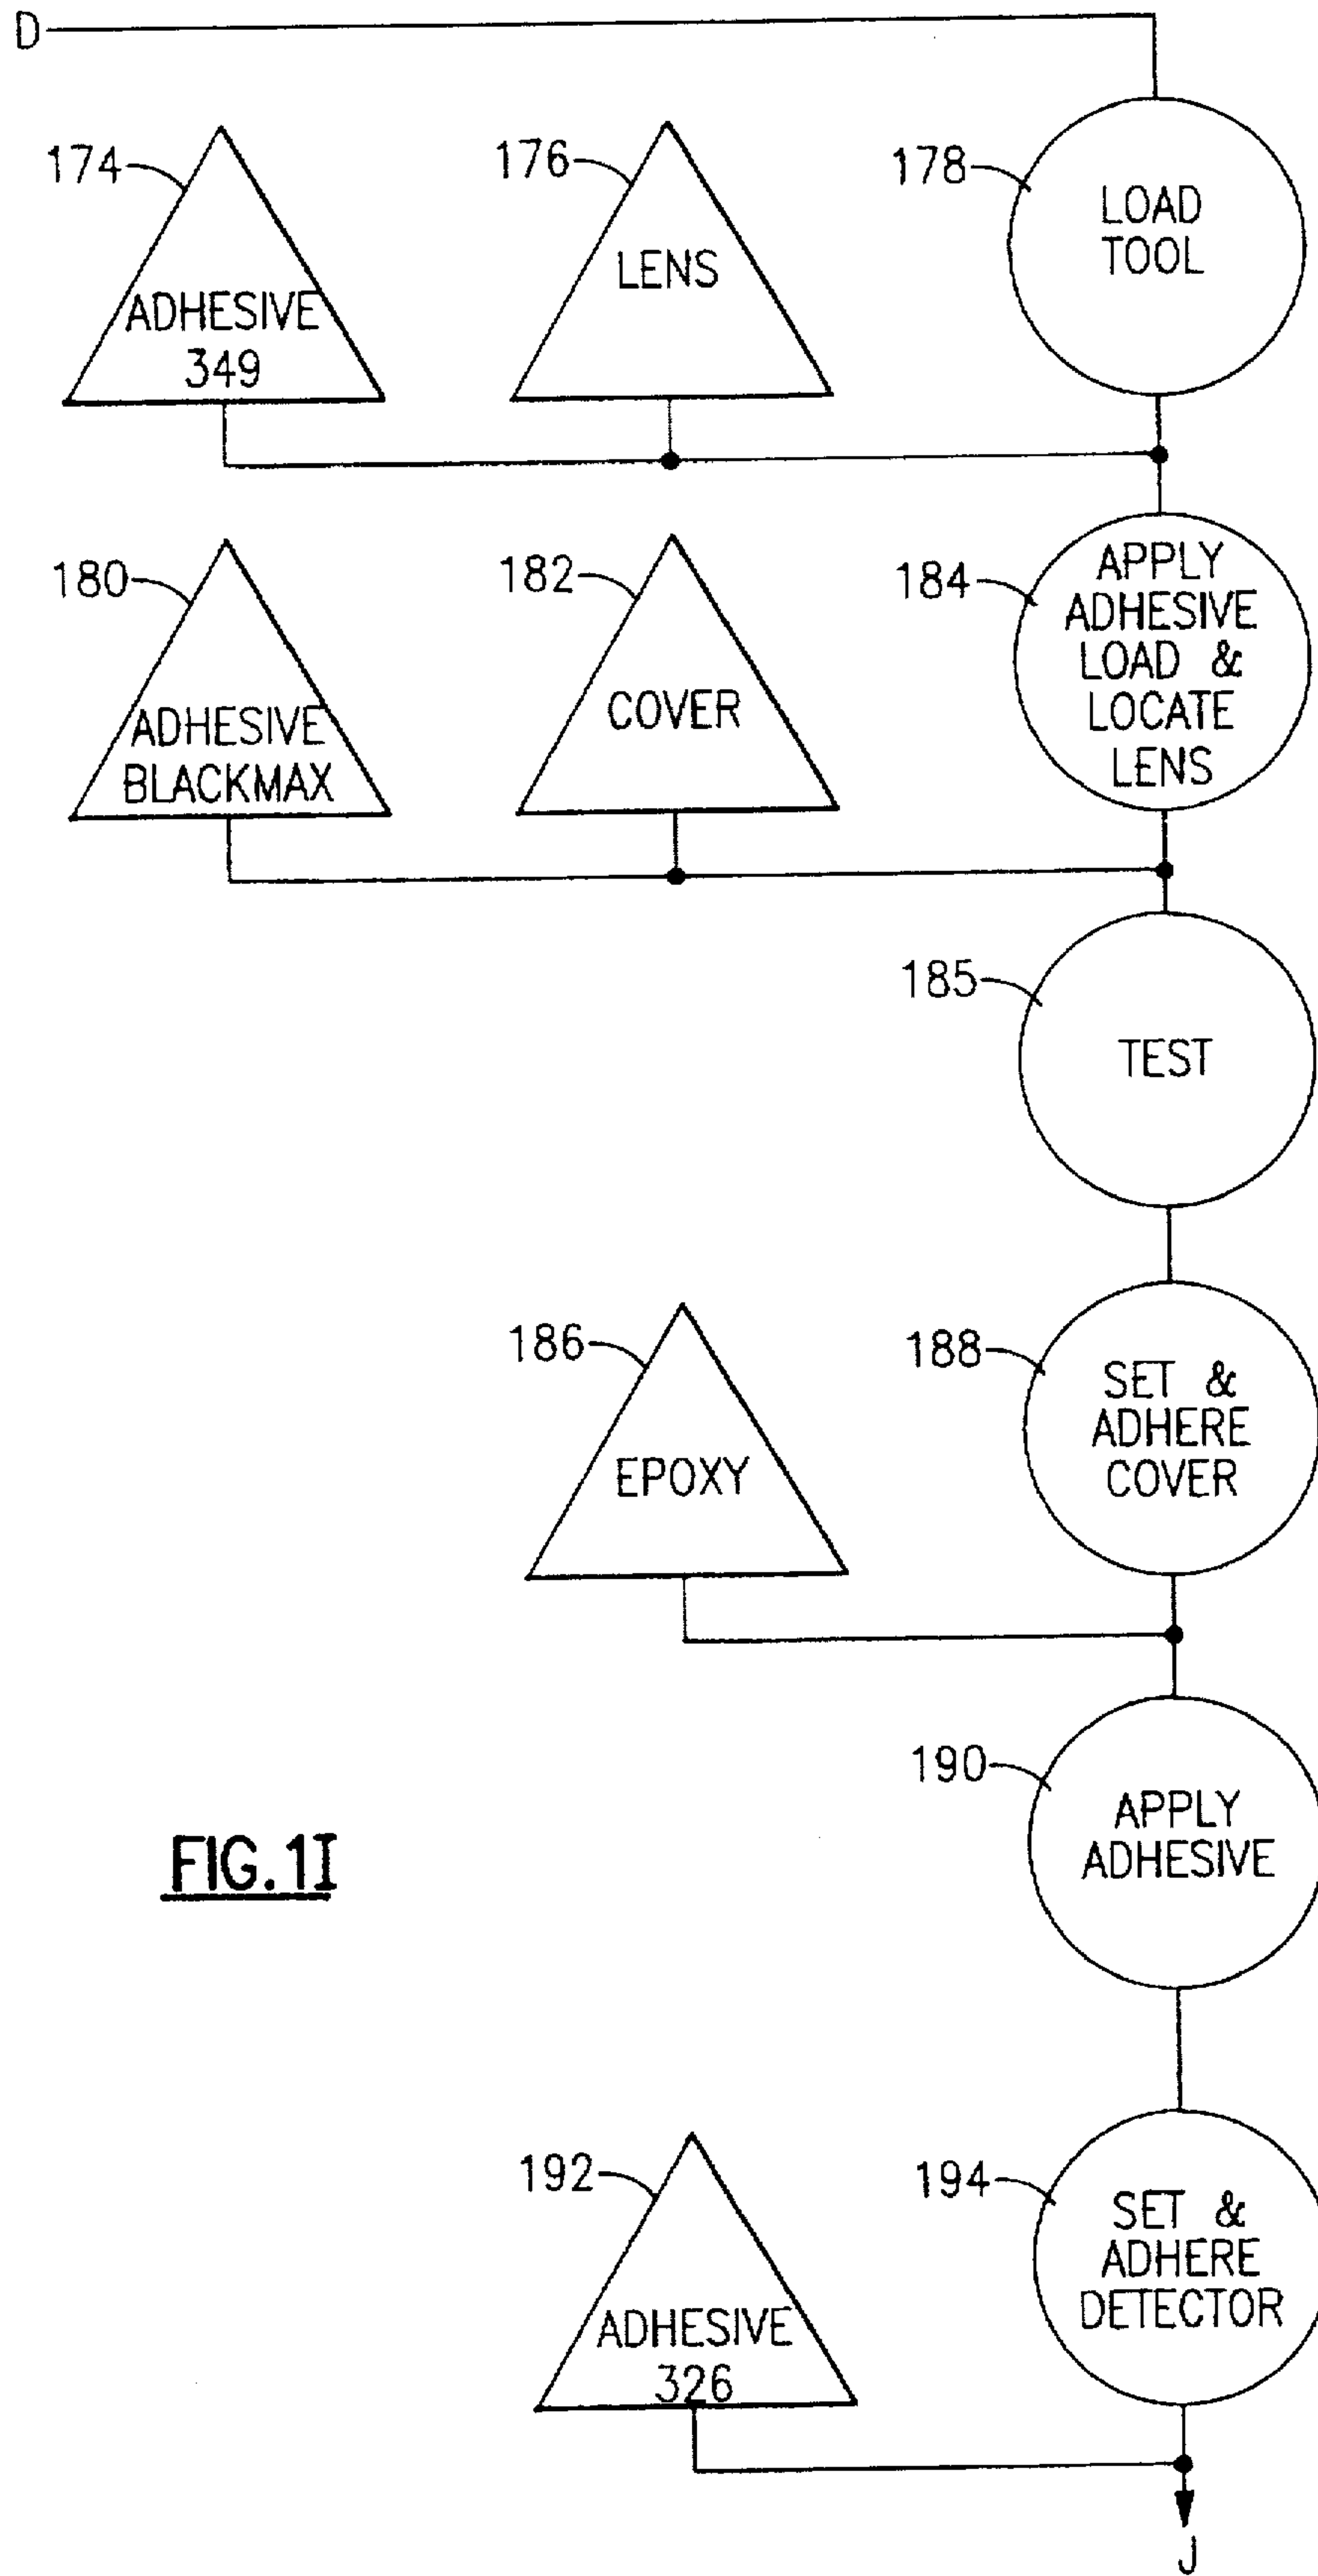 D
174
ADHESIVE
349
176
LENS
178
LOAD
TOOL
180
ADHESIVE
BLACKMAX
182
COVER
184
APPLY
ADHESIVE
LOAD &
LOCATE
LENS
185
TEST
186
EPOXY
188
SET &
ADHERE
COVER
190
APPLY
ADHESIVE
FIG.1I
192
ADHESIVE
326
194
SET &
ADHERE
DETECTOR
J